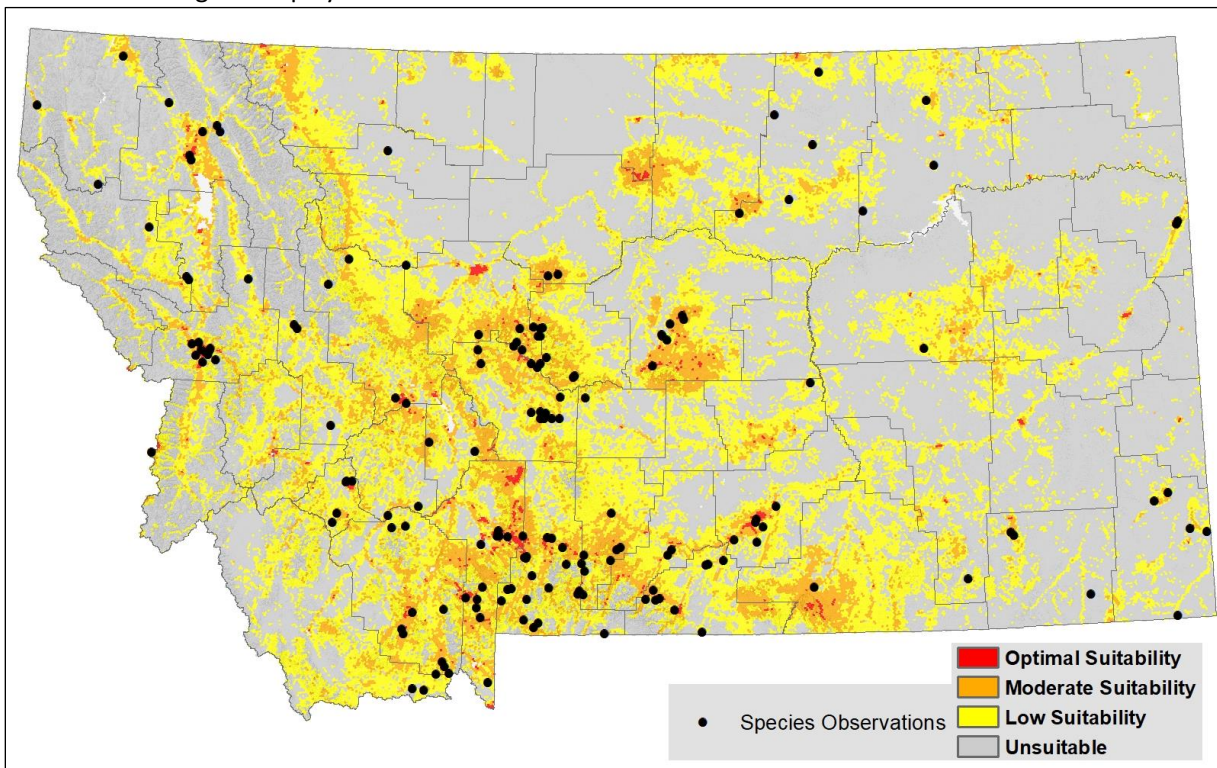 Optimal Suitability
Moderate Suitability
Species Observations
Low Suitability
Unsuitable